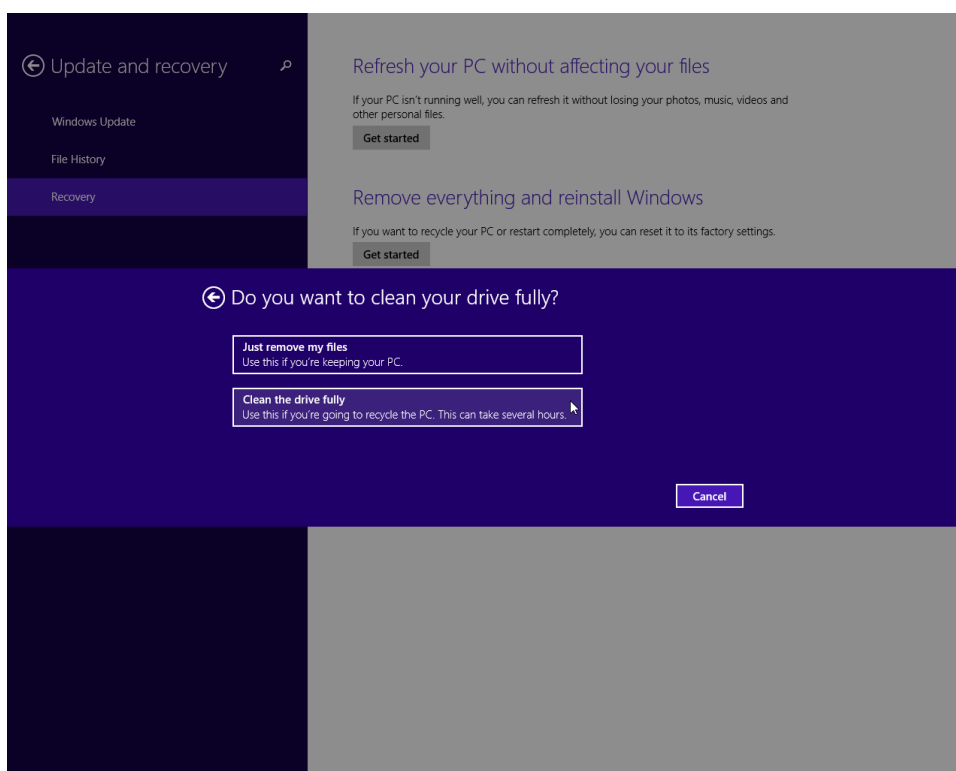 Update and recovery
Windows Update
File History
Recovery
Refresh your PC without affecting your files
If your PC isn't running well, you can refresh it without losing your photos, music, videos and
other personal files.
Get started
Remove everything and reinstall Windows
If you want to recycle your PC or restart completely, you can reset it to its factory settings.
Get started
Do you want to clean your drive fully?
Just remove my files
Use this if you're keeping your PC.
Clean the drive fully
Use this if you're going to recycle the PC. This can take several hours.
Cancel